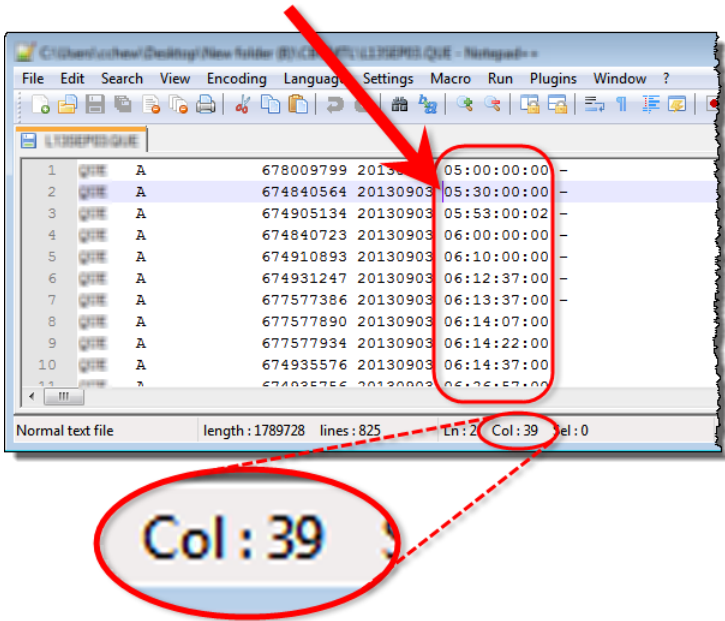 File Edit Search View Encoding Language Settings Macro Run Plugins Window ?
1 A 678009799 05:00:00:00 –
2 A 674840564 20130903 05:30:00:00 –
3 A 674905134 20130903 05:53:00:02 –
4 A 674840723 20130903 06:00:00:00 –
5 A 674910893 20130903 06:10:00:00 –
6 A 674931247 20130903 06:12:37:00 –
7 A 677577386 20130903 06:13:37:00 –
8 A 677577890 20130903 06:14:07:00
9 A 677577934 20130903 06:14:22:00
10 A 674935576 20130903 06:14:37:00
Normal text file length : 1789728 lines : 825 Ln : 2 Col : 39 Sel : 0
Col : 39